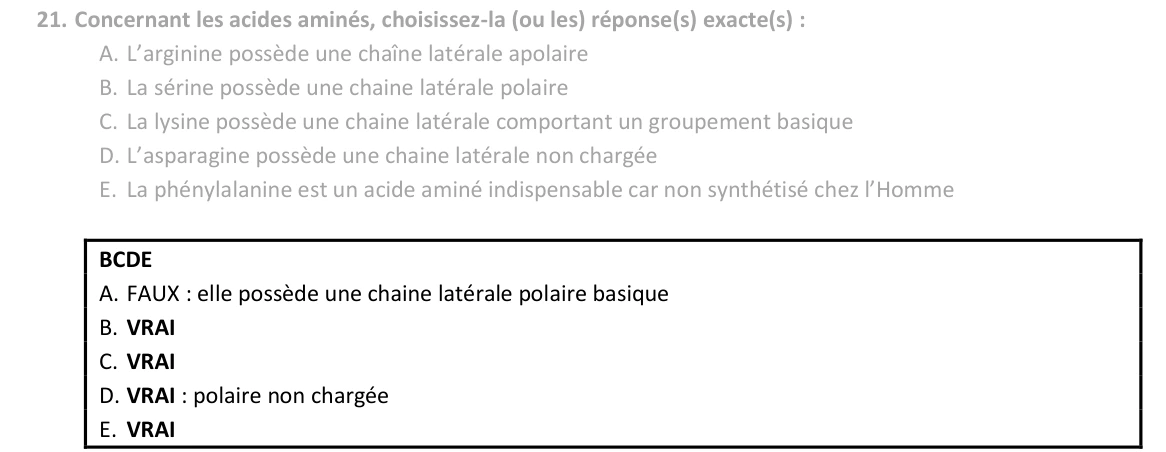 21. Concernant les acides aminés, choisissez-la (ou les) réponse(s) exacte(s) :
A. L’arginine possède une chaîne latérale apolaire
B. La sérine possède une chaine latérale polaire
C. La lysine possède une chaine latérale comportant un groupement basique
D. L’asparagine possède une chaine latérale non chargée
E. La phénylalanine est un acide aminé indispensable car non synthétisé chez l’Homme
BCDE
A. FAUX : elle possède une chaine latérale polaire basique
B. VRAI
C. VRAI
D. VRAI : polaire non chargée
E. VRAI